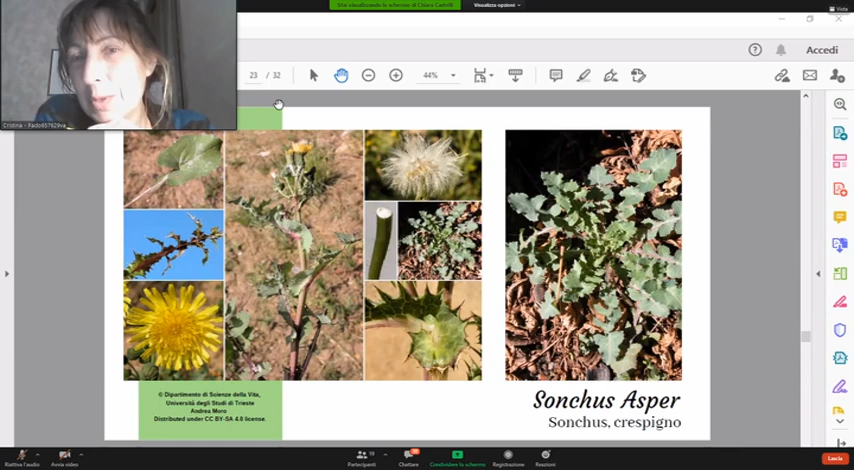 Stai visualizzando lo schermo di Chiara Cadrilli
Visualizza opzioni
Vista
Accedi
23 / 32
44%
Cristina - Fado657629va
© Dipartimento di Scienze della Vita,
Università degli Studi di Trieste
Andrea Moro
Distributed under CC BY-SA 4.0 license.
Sonchus Asper
Sonchus, crespigno
Riattiva l'audio
Avvia video
Partecipanti
Chattare
Condividere lo schermo
Registrazione
Reazioni
Lascia